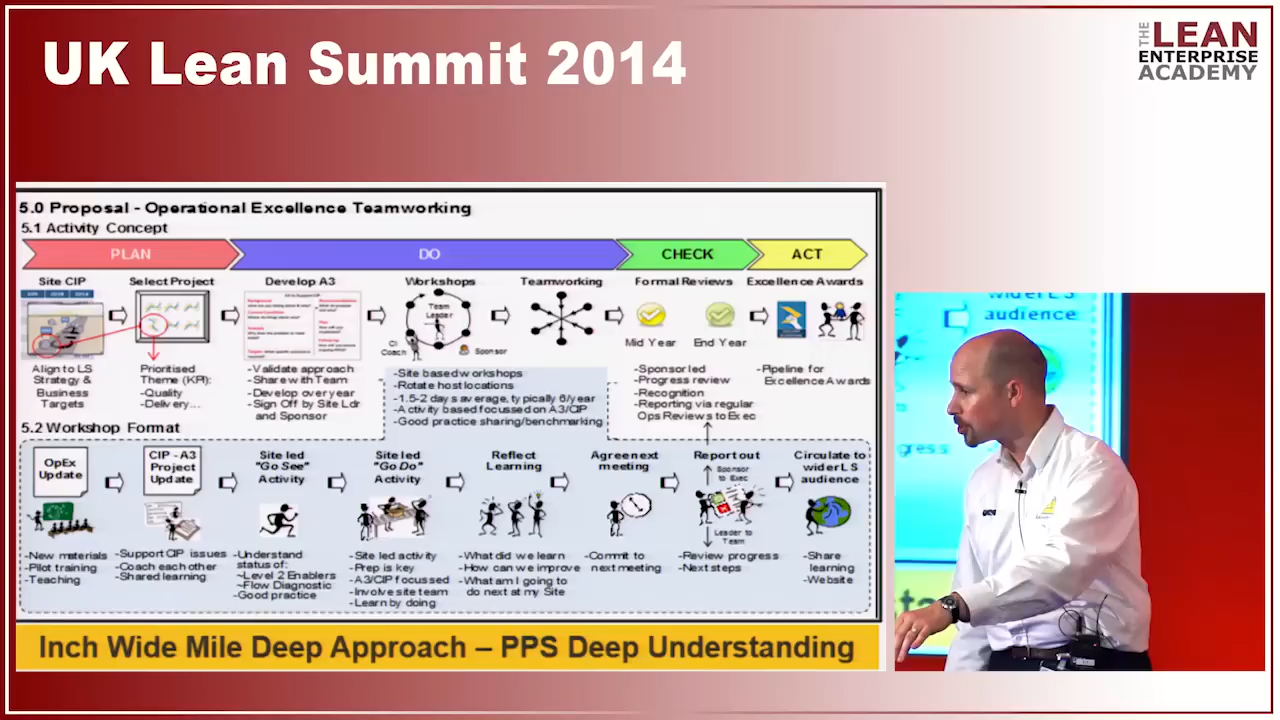 UK Lean Summit 2014
THE LEAN
ENTERPRISE
ACADEMY
5.0 Proposal - Operational Excellence Teamworking
5.1 Activity Concept
PLAN
DO
CHECK
ACT
Site CIP
Select Project
Develop A3
Workshops
Teamworking
Formal Reviews
Excellence Awards
Team
Leader
CI
Coach
Sponsor
Mid Year
End Year
Align to LS
Strategy &
Business
Targets
Prioritised
Theme (KPI):
-Quality
-Delivery...
-Validate approach
-Share with Team
-Develop over year
-Sign Off by Site Ldr
and Sponsor
-Site based workshops
-Rotate host locations
-1.5-2 days average, typically 6/year
-Activity based focussed on A3/CIP
-Good practice sharing/benchmarking
-Sponsor led
-Progress review
-Recognition
-Reporting via regular
Ops Reviews to Exec
-Pipeline for
Excellence Awards
5.2 Workshop Format
OpEx
Update
CIP - A3
Project
Update
Site led
"Go See"
Activity
Site led
"Go Do"
Activity
Reflect
Learning
Agree next
meeting
Report out
Sponsor
to Exec
Leader to
Team
Circulate to
wider LS
audience
-New materials
-Pilot training
-Teaching
-Support CIP issues
-Coach each other
-Shared learning
-Understand
status of:
~Level 2 Enablers
~Flow Diagnostic
-Good practice
-Site led activity
-Prep is key
-A3/CIP focussed
-Involve site team
-Learn by doing
-What did we learn
-How can we improve
-What am I going to
do next at my Site
-Commit to
next meeting
-Review progress
-Next steps
-Share
learning
-Website
Inch Wide Mile Deep Approach – PPS Deep Understanding
wider LS
audience